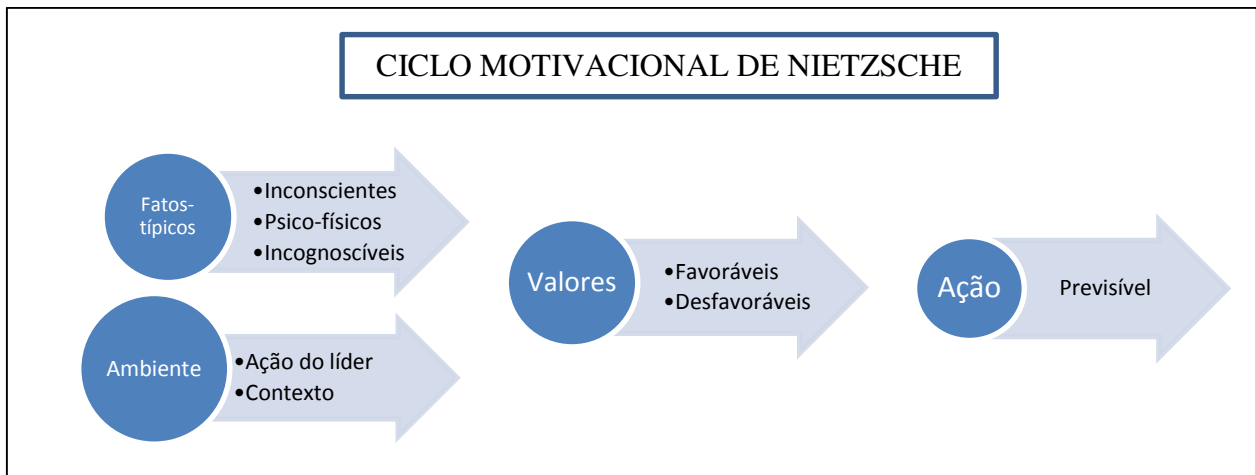 CICLO MOTIVACIONAL DE NIETZSCHE
Fatos-
típicos
•Inconscientes
•Psico-físicos
•Incognoscíveis
Ambiente
•Ação do líder
•Contexto
Valores
•Favoráveis
•Desfavoráveis
Ação
Previsível